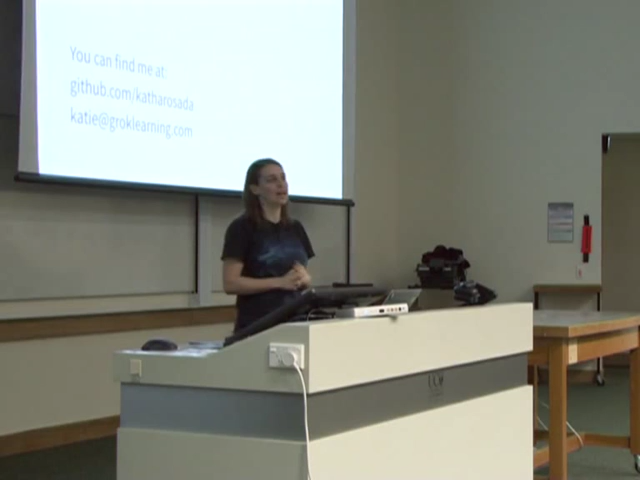 You can find me at
github.com/katharosada
katie@groklearning.com